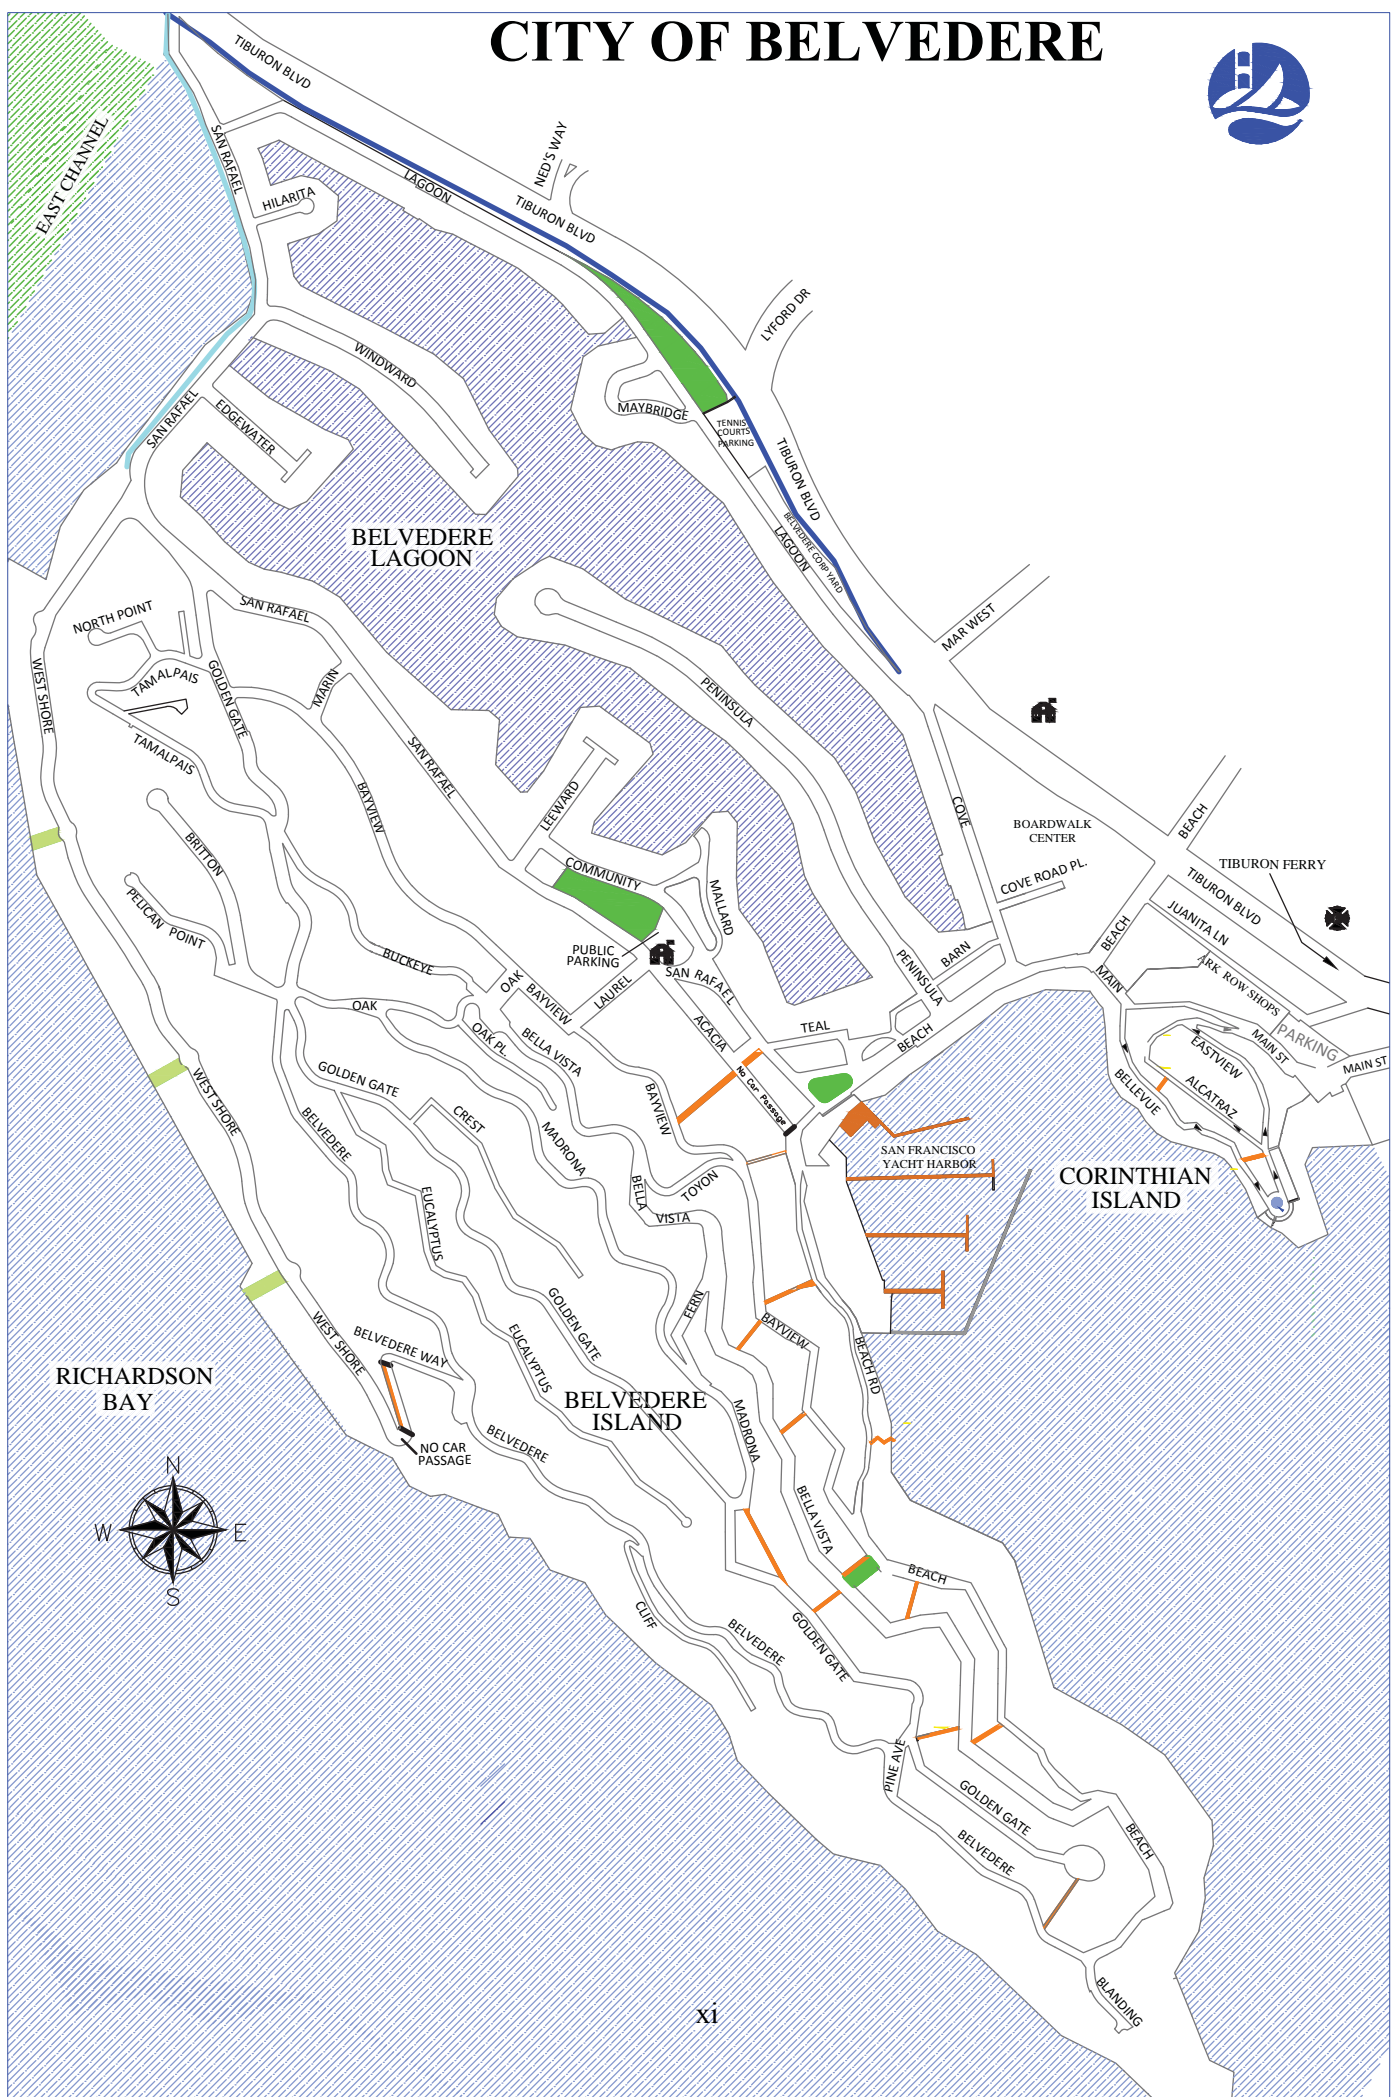 CITY OF BELVEDERE
TIBURON BLVD
EAST CHANNEL
SAN RAFAEL
NED'S WAY
LAGOON
HILARITA
TIBURON BLVD
LYFORD DR
WINDWARD
SAN RAFAEL
EDGEWATER
MAYBRIDGE
TENNIS
COURTS
PARKING
TIBURON BLVD
BELVEDERE CORP YARD
LAGOON
BELVEDERE
LAGOON
MAR WEST
NORTH POINT
SAN RAFAEL
WEST SHORE
TAMALPAIS
GOLDEN GATE
MARIN
PENINSULA
TAMALPAIS
SAN RAFAEL
BAYVIEW
LEEWARD
COVE
BOARDWALK
CENTER
BEACH
BRITTON
COMMUNITY
COVE ROAD PL.
TIBURON FERRY
TIBURON BLVD
MALLARD
PELICAN POINT
JUANITA LN
BEACH
PUBLIC
PARKING
BUCKEYE
BARN
PENINSULA
ARK ROW SHOPS
OAK
BAYVIEW
LAUREL
SAN RAFAEL
MAIN
OAK
ACACIA
TEAL
BEACH
PARKING
MAIN ST
MAIN ST
OAK PL.
BELLA VISTA
EASTVIEW
WEST SHORE
GOLDEN GATE
BAYVIEW
No Car Passage
BELLEVUE
ALCATRAZ
BELVEDERE
CREST
MADRONA
SAN FRANCISCO
YACHT HARBOR
CORINTHIAN
ISLAND
EUCALYPTUS
BELLA
VISTA
TOYON
WEST SHORE
BELVEDERE WAY
GOLDEN GATE
FERN
BAYVIEW
EUCALYPTUS
BEACH RD
RICHARDSON
BAY
BELVEDERE
ISLAND
MADRONA
NO CAR
PASSAGE
BELVEDERE
N
W
E
S
BELLA VISTA
BEACH
CLIFF
BELVEDERE
GOLDEN GATE
PINE AVE
GOLDEN GATE
BELVEDERE
BEACH
BLANDING
xi